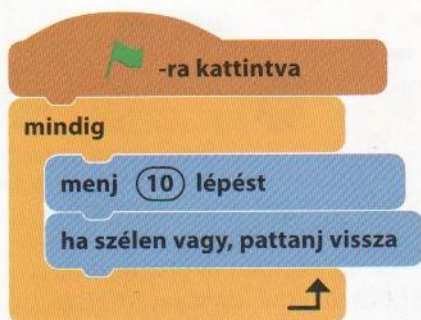 -ra kattintva
mindig
menj 10 lépést
ha szélen vagy, pattanj vissza